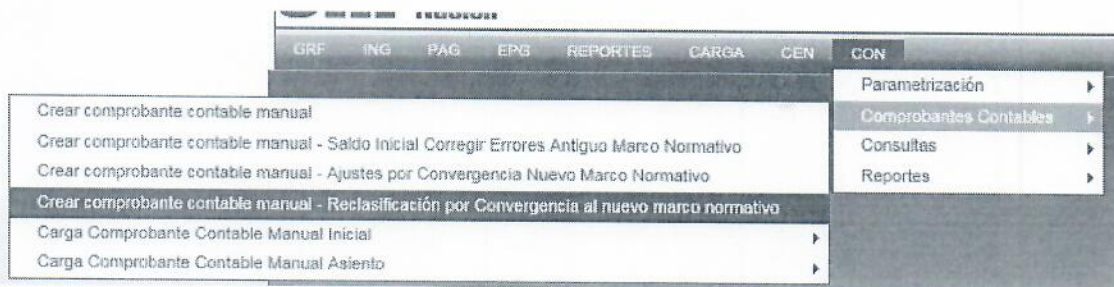 Nación
GRF ING PAG EPG REPORTES CARGA CEN CON
Parametrización
Comprobantes Contables
Consultas
Reportes
Crear comprobante contable manual
Crear comprobante contable manual - Saldo Inicial Corregir Errores Antiguo Marco Normativo
Crear comprobante contable manual - Ajustes por Convergencia Nuevo Marco Normativo
Crear comprobante contable manual - Reclasificación por Convergencia al nuevo marco normativo
Carga Comprobante Contable Manual Inicial
Carga Comprobante Contable Manual Asiento